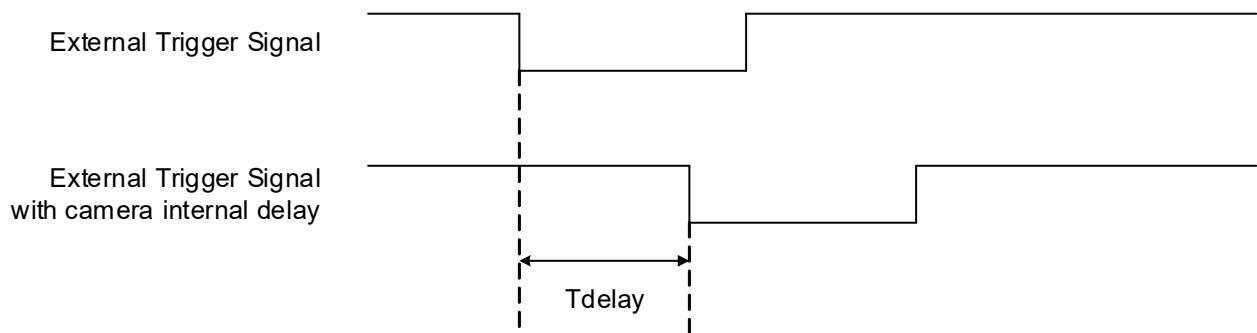 External Trigger Signal
External Trigger Signal
with camera internal delay
Tdelay